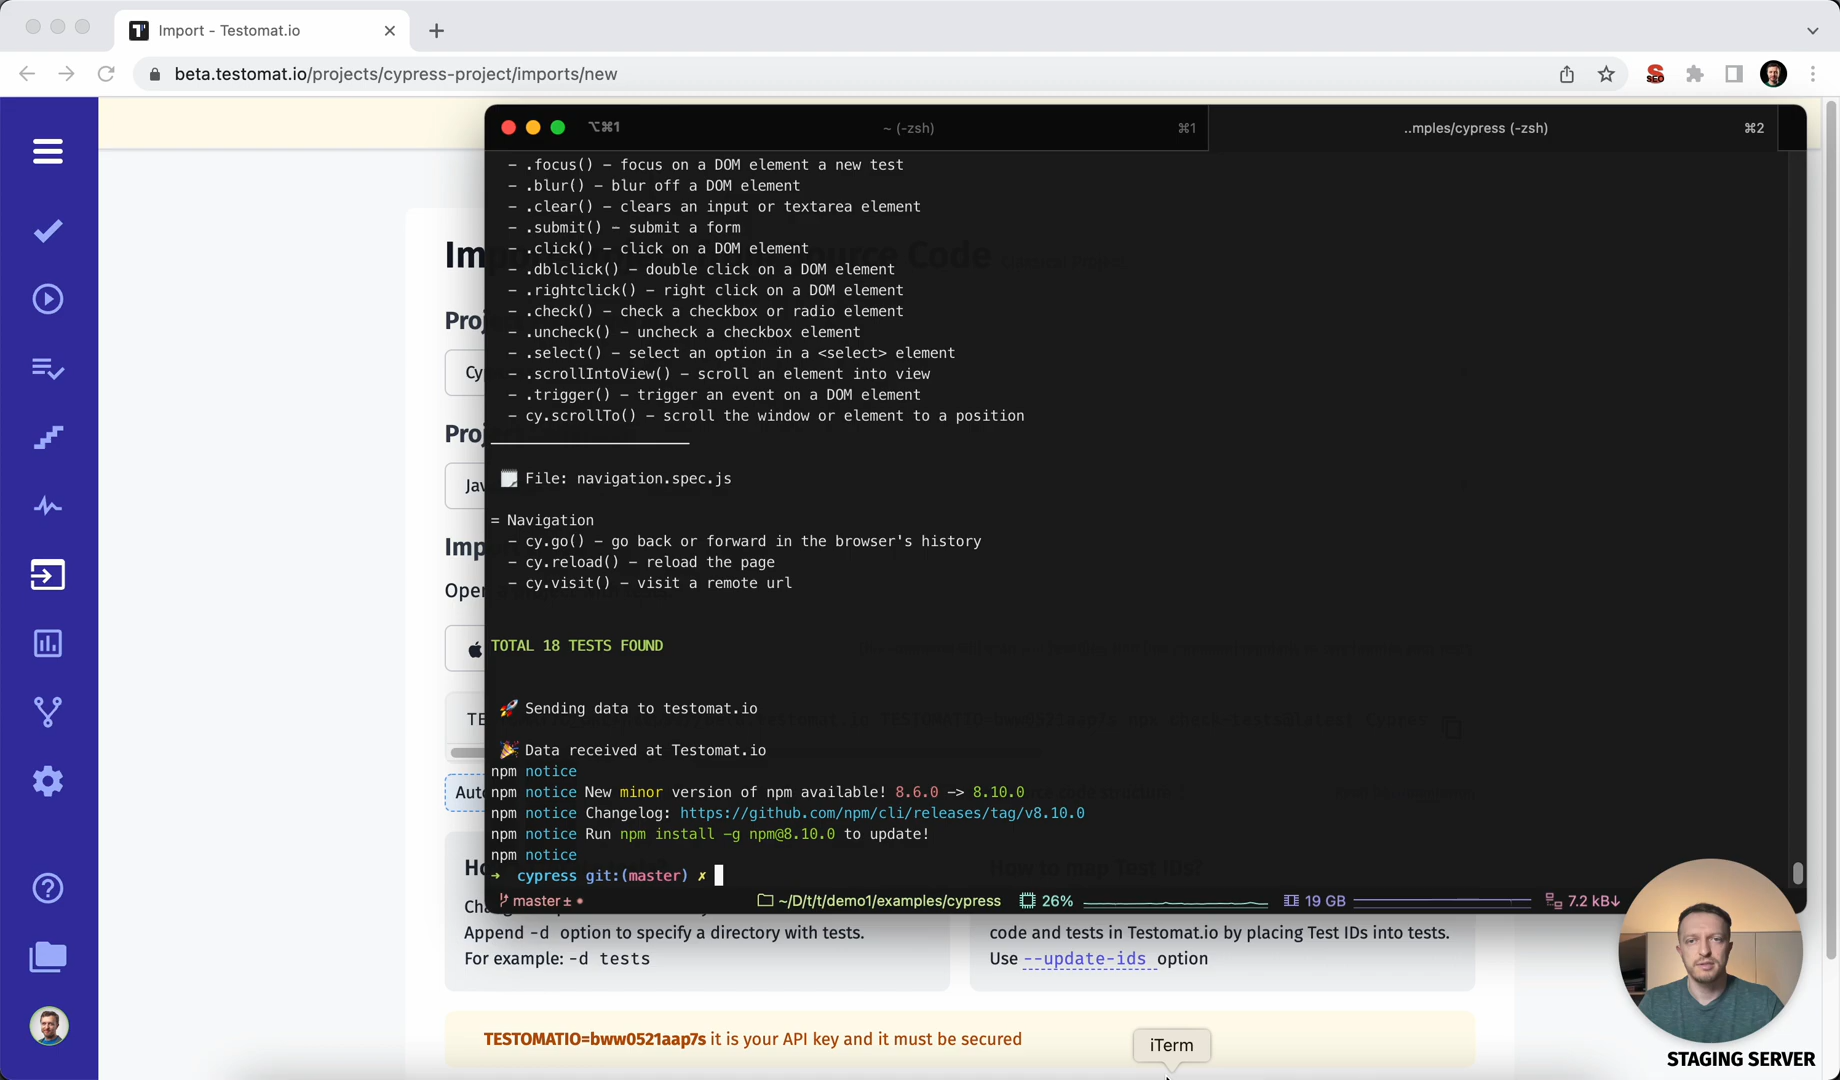 Import - Testomat.io
beta.testomat.io/projects/cypress-project/imports/new
⌥⌘1
~ (-zsh)
⌘1
..mples/cypress (-zsh)
⌘2
- .focus() - focus on a DOM element a new test
- .blur() - blur off a DOM element
- .clear() - clears an input or textarea element
- .submit() - submit a form
- .click() - click on a DOM element
- .dblclick() - double click on a DOM element
- .rightclick() - right click on a DOM element
- .check() - check a checkbox or radio element
- .uncheck() - uncheck a checkbox element
- .select() - select an option in a <select> element
- .scrollIntoView() - scroll an element into view
- .trigger() - trigger an event on a DOM element
- cy.scrollTo() - scroll the window or element to a position
File: navigation.spec.js
= Navigation
- cy.go() - go back or forward in the browser's history
- cy.reload() - reload the page
- cy.visit() - visit a remote url
TOTAL 18 TESTS FOUND
🚀 Sending data to testomat.io
🎉 Data received at Testomat.io
npm notice
npm notice New minor version of npm available! 8.6.0 -> 8.10.0
npm notice Changelog: https://github.com/npm/cli/releases/tag/v8.10.0
npm notice Run npm install -g npm@8.10.0 to update!
npm notice
→ cypress git:(master) ✗
master ± •
~/D/t/t/demo1/examples/cypress
26%
19 GB
7.2 kB↓
Source Code Classical Project
How to map Test IDs?
Append -d option to specify a directory with tests.
For example: -d tests
code and tests in Testomat.io by placing Test IDs into tests.
Use --update-ids option
TESTOMATIO=bww0521aap7s it is your API key and it must be secured
iTerm
STAGING SERVER
SEO